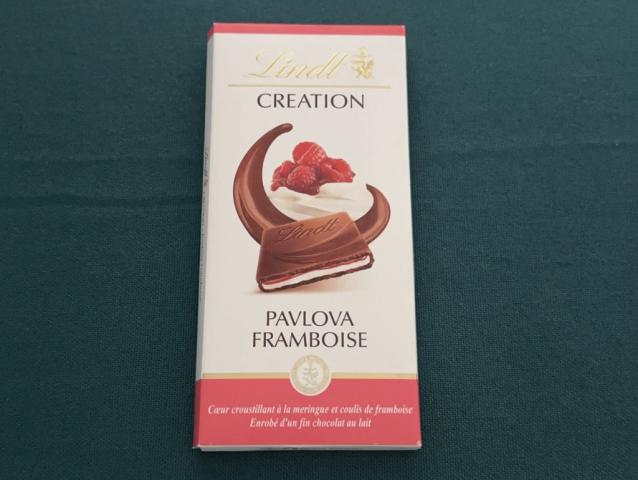 Lindt
CREATION
Lindt
PAVLOVA
FRAMBOISE
Cœur croustillant à la meringue et coulis de framboise
Enrobé d'un fin chocolat au lait